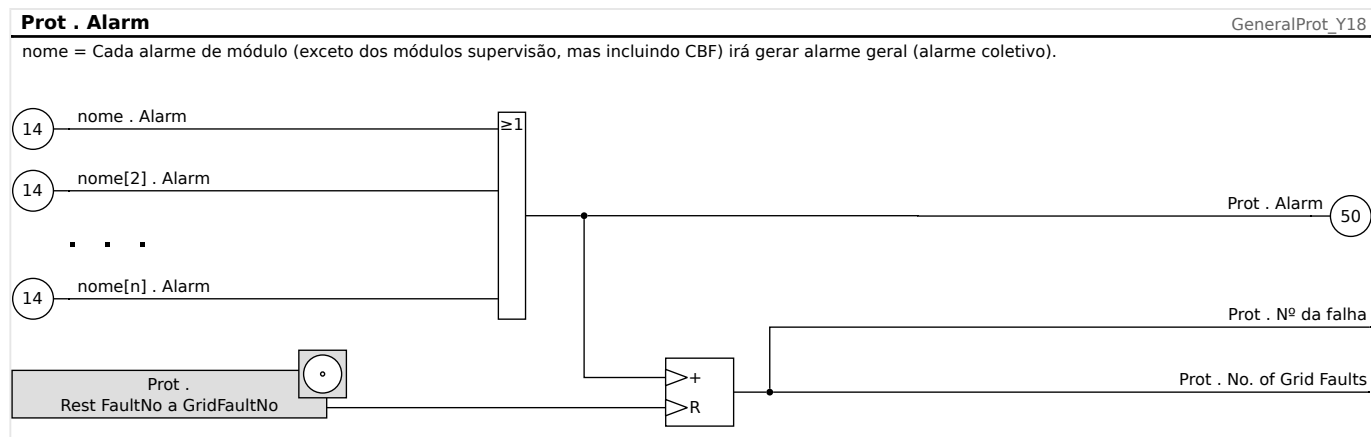 Prot . Alarm
GeneralProt_Y18
nome = Cada alarme de módulo (exceto dos módulos supervisão, mas incluindo CBF) irá gerar alarme geral (alarme coletivo).
14
nome . Alarm
≥1
14
nome[2] . Alarm
Prot . Alarm
50
. . .
14
nome[n] . Alarm
Prot . Nº da falha
Prot .
Rest FaultNo a GridFaultNo
+
R
Prot . No. of Grid Faults